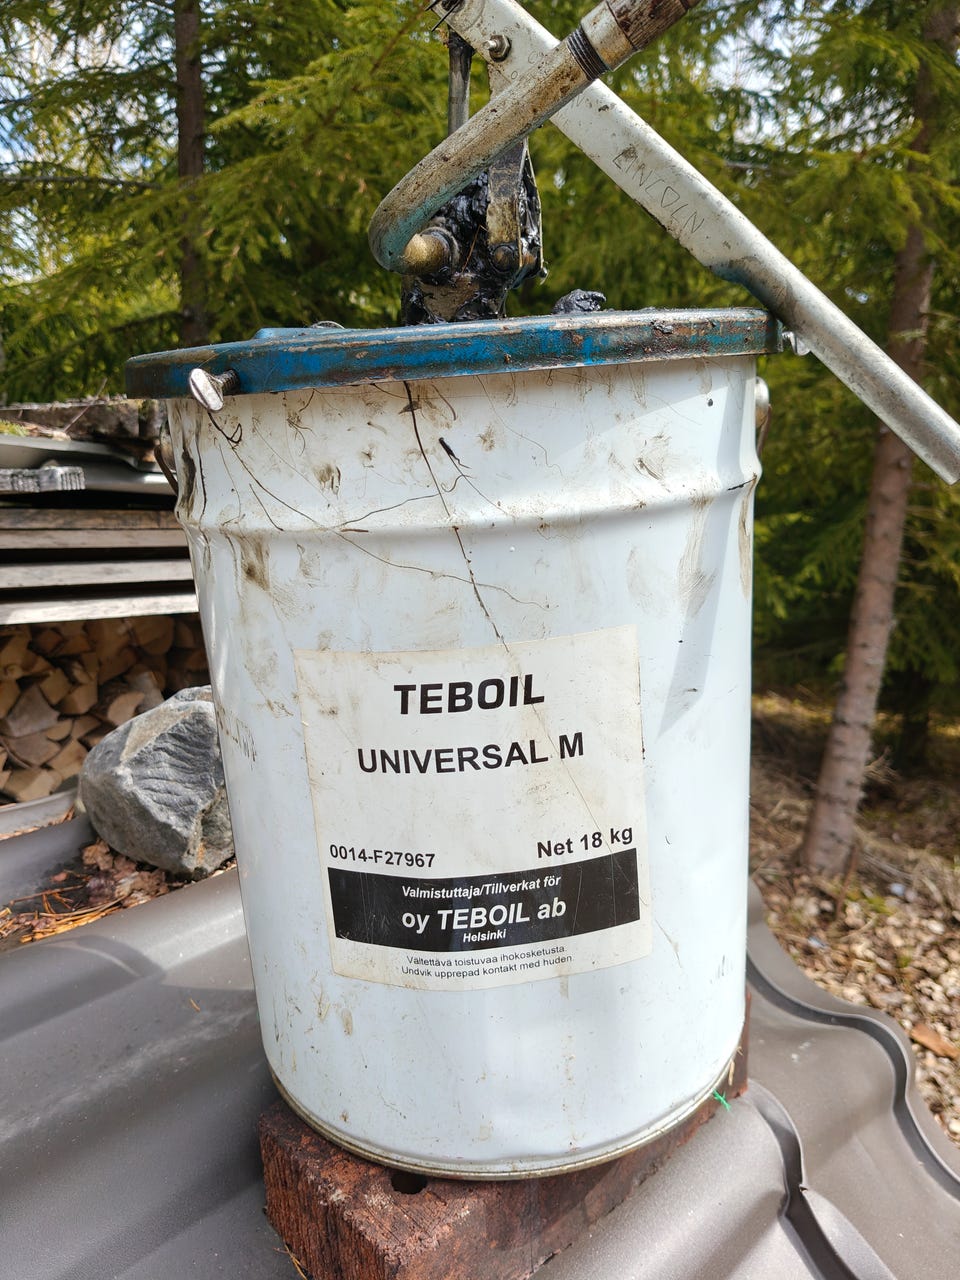 LINCOLN
TEBOIL
UNIVERSAL M
0014-F27967
Net 18 kg
Valmistuttaja/Tillverkat för
oy TEBOIL ab
Helsinki
Vältettävä toistuvaa ihokosketusta.
Undvik upprepad kontakt med huden.